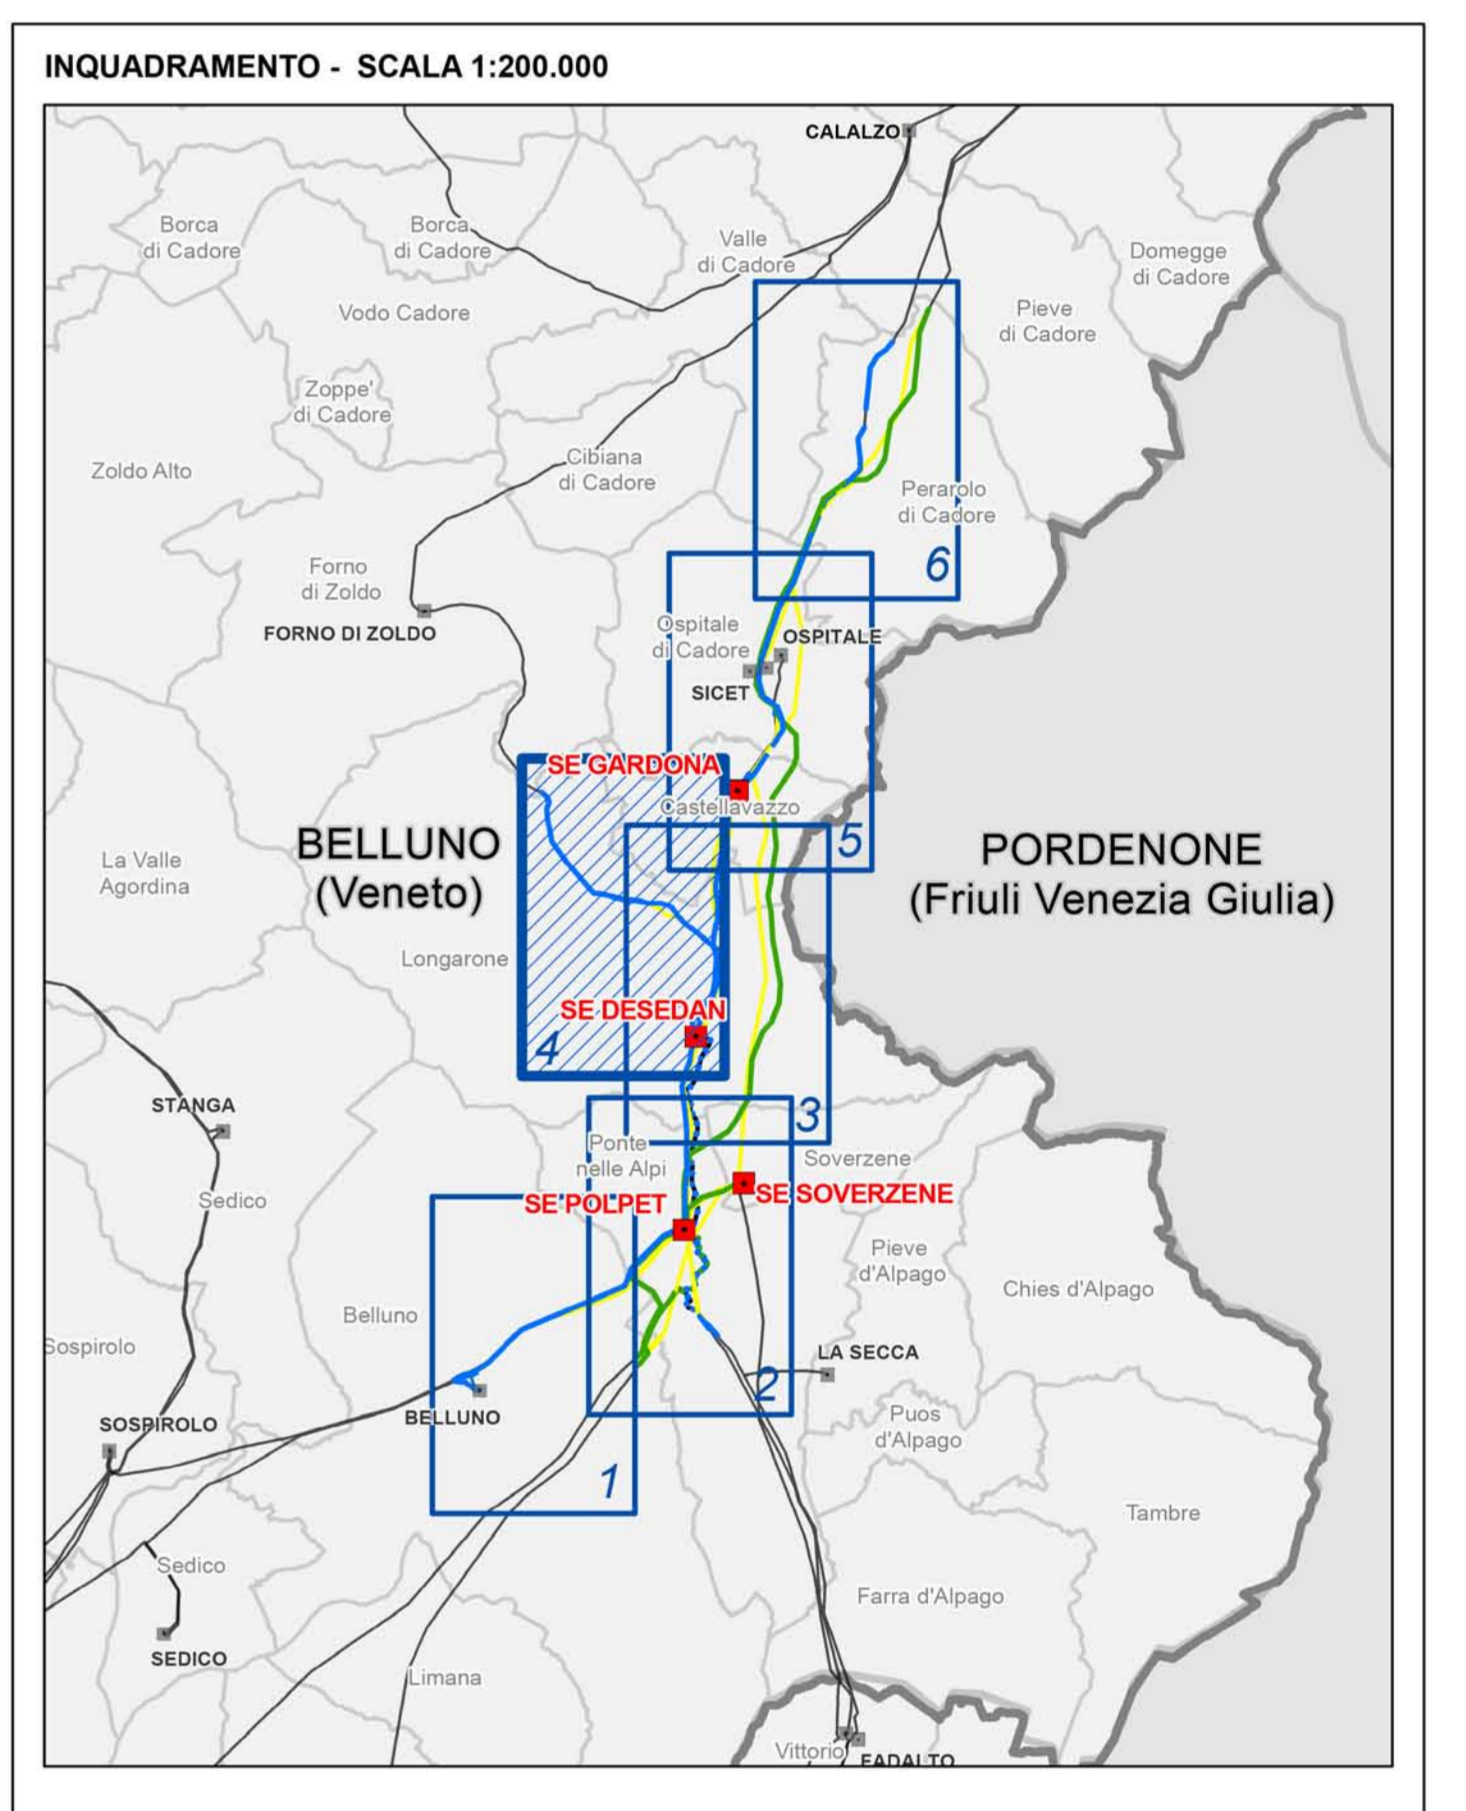 INQUADRAMENTO - SCALA 1:200.000
CALALZO
Borca
di Cadore
Borca
di Cadore
Valle
di Cadore
Domegge
di Cadore
Vodo Cadore
Pieve
di Cadore
Zoppe'
di Cadore
Zoldo Alto
Cibiana
di Cadore
Perarolo
di Cadore
6
Forno
di Zoldo
FORNO DI ZOLDO
Ospitale
di Cadore
OSPITALE
SICET
SE GARDONA
Castellavazzo
5
BELLUNO
(Veneto)
PORDENONE
(Friuli Venezia Giulia)
La Valle
Agordina
Longarone
SE DESEDAN
4
STANGA
3
Ponte
nelle Alpi
Soverzene
Sedico
SE POLPET
SE SOVERZENE
Pieve
d'Alpago
Chies d'Alpago
Belluno
Sospirolo
LA SECCA
2
BELLUNO
SOSPIROLO
Puos
d'Alpago
1
Tambre
Sedico
Farra d'Alpago
SEDICO
Limana
Vittorio
FADALTO